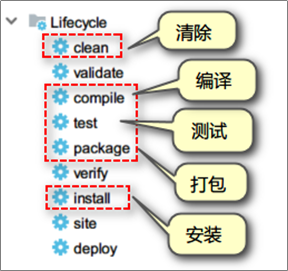 Lifecycle
clean
清除
validate
compile
编译
test
测试
package
打包
verify
install
安装
site
deploy